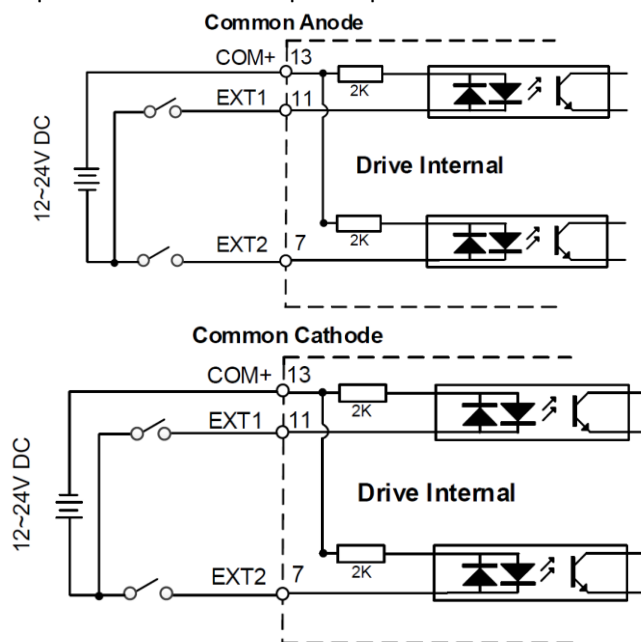 Common Anode
COM+ 13
2K
EXT1 11
12~24V DC
Drive Internal
EXT2 7
2K
Common Cathode
COM+ 13
2K
EXT1 11
12~24V DC
Drive Internal
EXT2 7
2K